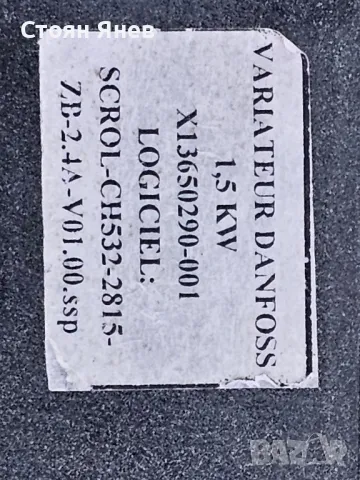 Стоян Янев
VARIATEUR DANFOSS
1,5 KW
X13650290-001
LOGICIEL:
SCROL-CH532-2815-
ZB-2.4A-V01.00.ssp
bazar